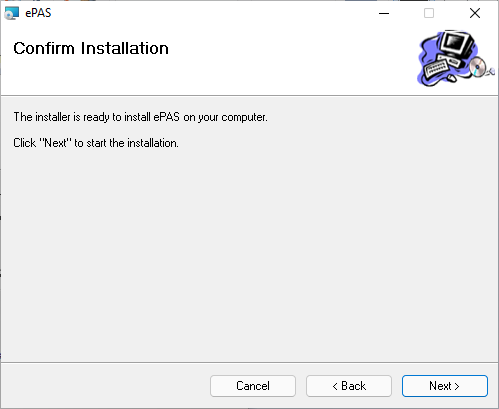 ePAS
Confirm Installation
The installer is ready to install ePAS on your computer.
Click "Next" to start the installation.
Cancel
< Back
Next >